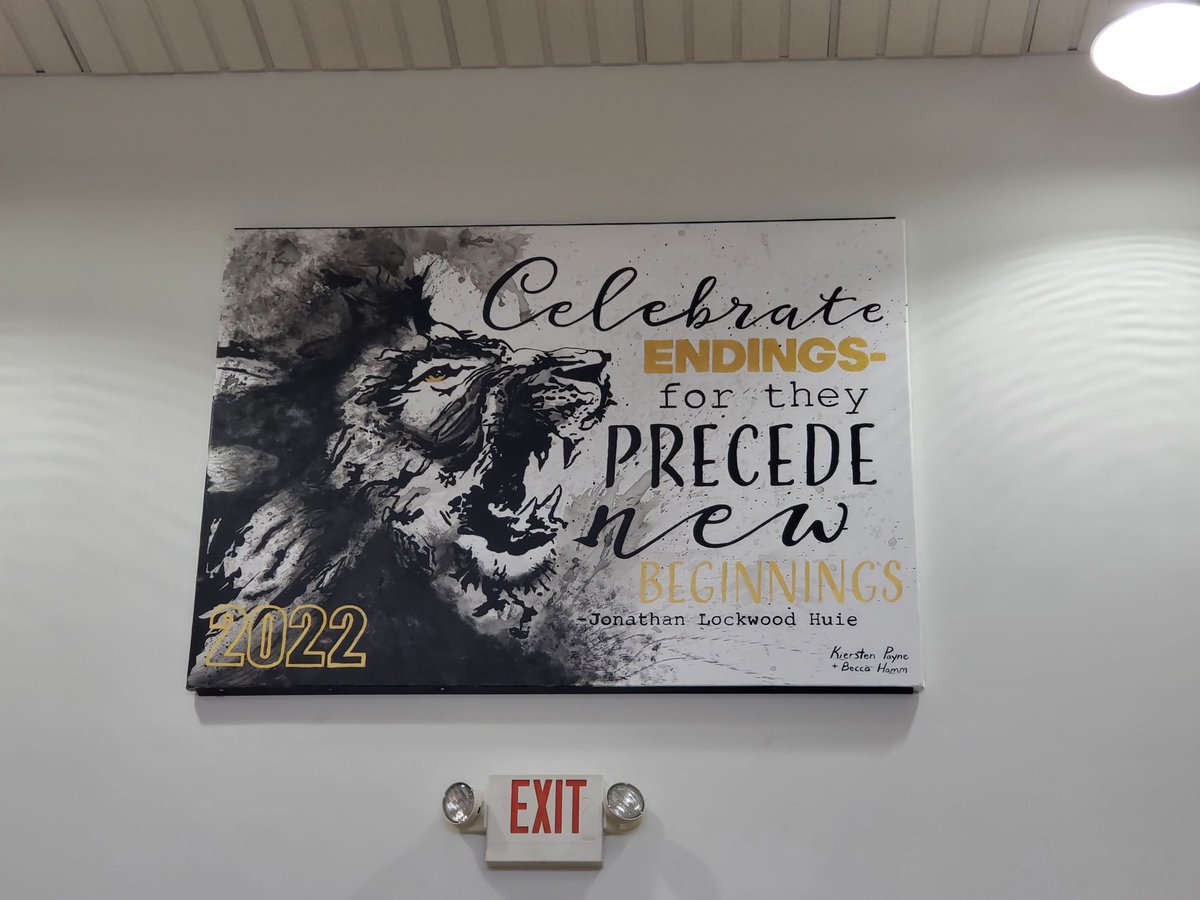 Celebrate
ENDINGS-
for they
PRECEDE
new
BEGINNINGS
-Jonathan Lockwood Huie
2022
Kiersten Payne
+ Becca Hamm
EXIT